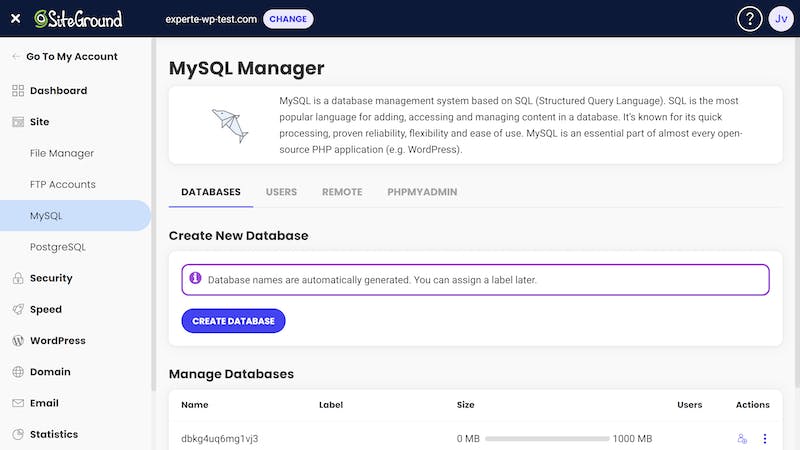 SiteGround
experte-wp-test.com
CHANGE
?
Jv
Go To My Account
Dashboard
Site
File Manager
FTP Accounts
MySQL
PostgreSQL
Security
Speed
WordPress
Domain
Email
Statistics
MySQL Manager
MySQL is a database management system based on SQL (Structured Query Language). SQL is the most
popular language for adding, accessing and managing content in a database. It's known for its quick
processing, proven reliability, flexibility and ease of use. MySQL is an essential part of almost every open-
source PHP application (e.g. WordPress).
DATABASES USERS REMOTE PHPMYADMIN
Create New Database
Database names are automatically generated. You can assign a label later.
CREATE DATABASE
Manage Databases
Name Label Size Users Actions
dbkg4uq6mg1vj3 0 MB 1000 MB